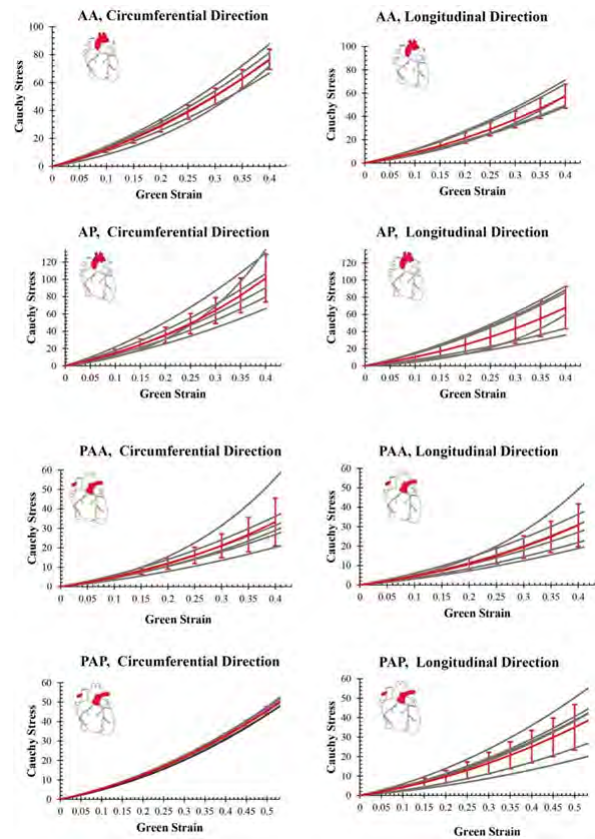 AA, Circumferential Direction
100
80
60
40
20
0
Cauchy Stress
0 0.05 0.1 0.15 0.2 0.25 0.3 0.35 0.4
Green Strain
AA, Longitudinal Direction
100
80
60
40
20
0
Cauchy Stress
0 0.05 0.1 0.15 0.2 0.25 0.3 0.35 0.4
Green Strain
AP, Circumferential Direction
120
100
80
60
40
20
0
Cauchy Stress
0 0.05 0.1 0.15 0.2 0.25 0.3 0.35 0.4
Green Strain
AP, Longitudinal Direction
120
100
80
60
40
20
0
Cauchy Stress
0 0.05 0.1 0.15 0.2 0.25 0.3 0.35 0.4
Green Strain
PAA, Circumferential Direction
60
50
40
30
20
10
0
Cauchy Stress
0 0.05 0.1 0.15 0.2 0.25 0.3 0.35 0.4
Green Strain
PAA, Longitudinal Direction
60
50
40
30
20
10
0
Cauchy Stress
0 0.05 0.1 0.15 0.2 0.25 0.3 0.35 0.4
Green Strain
PAP, Circumferential Direction
60
50
40
30
20
10
0
Cauchy Stress
0 0.05 0.1 0.15 0.2 0.25 0.3 0.35 0.4 0.45 0.5
Green Strain
PAP, Longitudinal Direction
60
50
40
30
20
10
0
Cauchy Stress
0 0.05 0.1 0.15 0.2 0.25 0.3 0.35 0.4 0.45 0.5
Green Strain